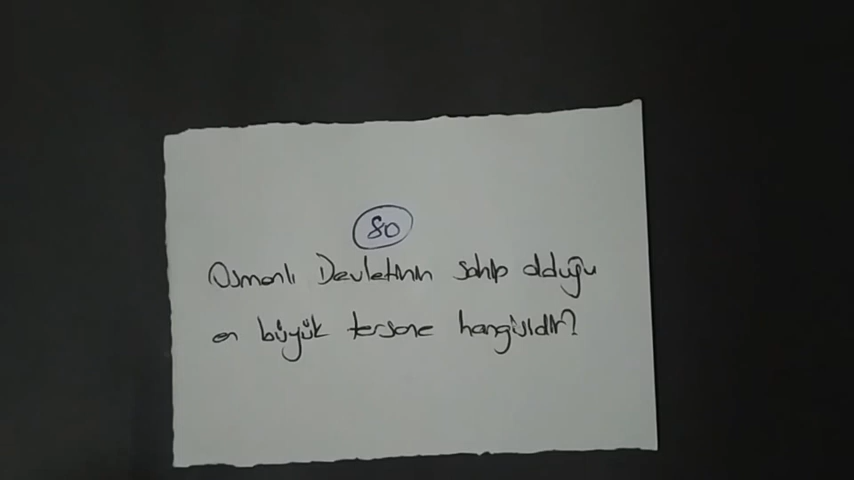 80
Osmanlı Devletinin sahip olduğu
en büyük tersane hangisidir?